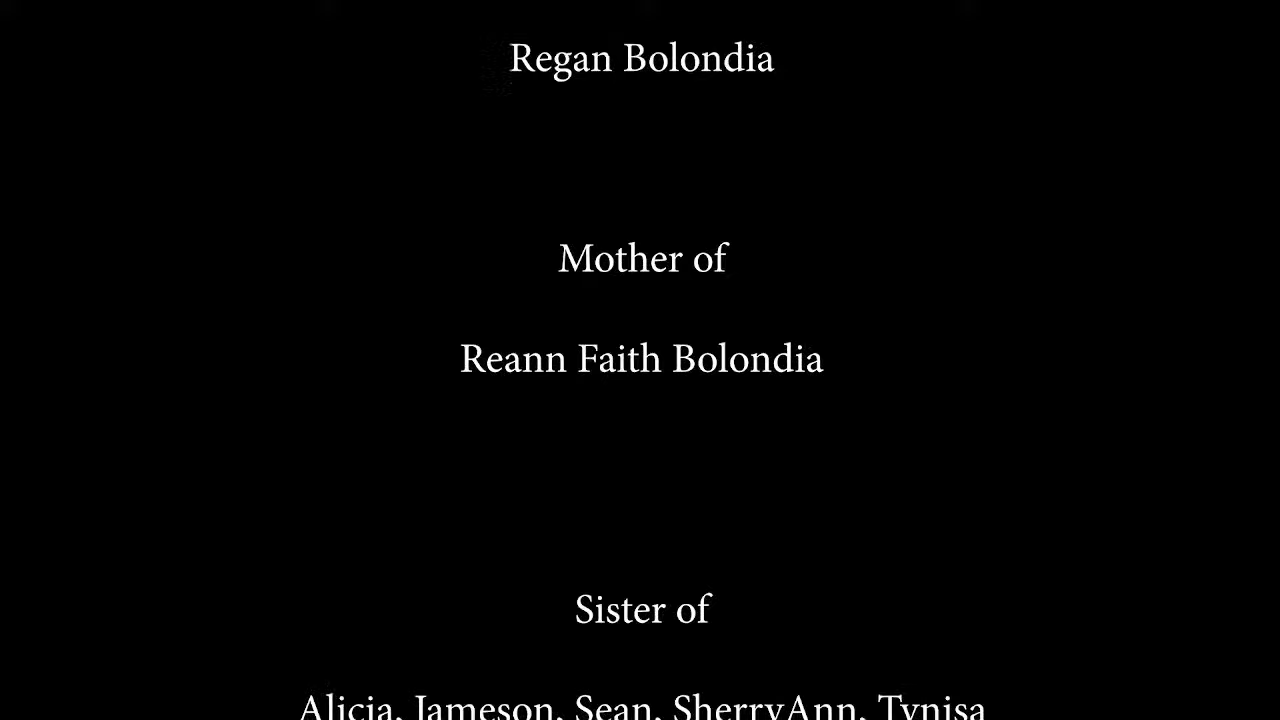 Regan Bolondia
Mother of
Reann Faith Bolondia
Sister of
Alicia, Jameson, Sean, SherryAnn, Tynisa